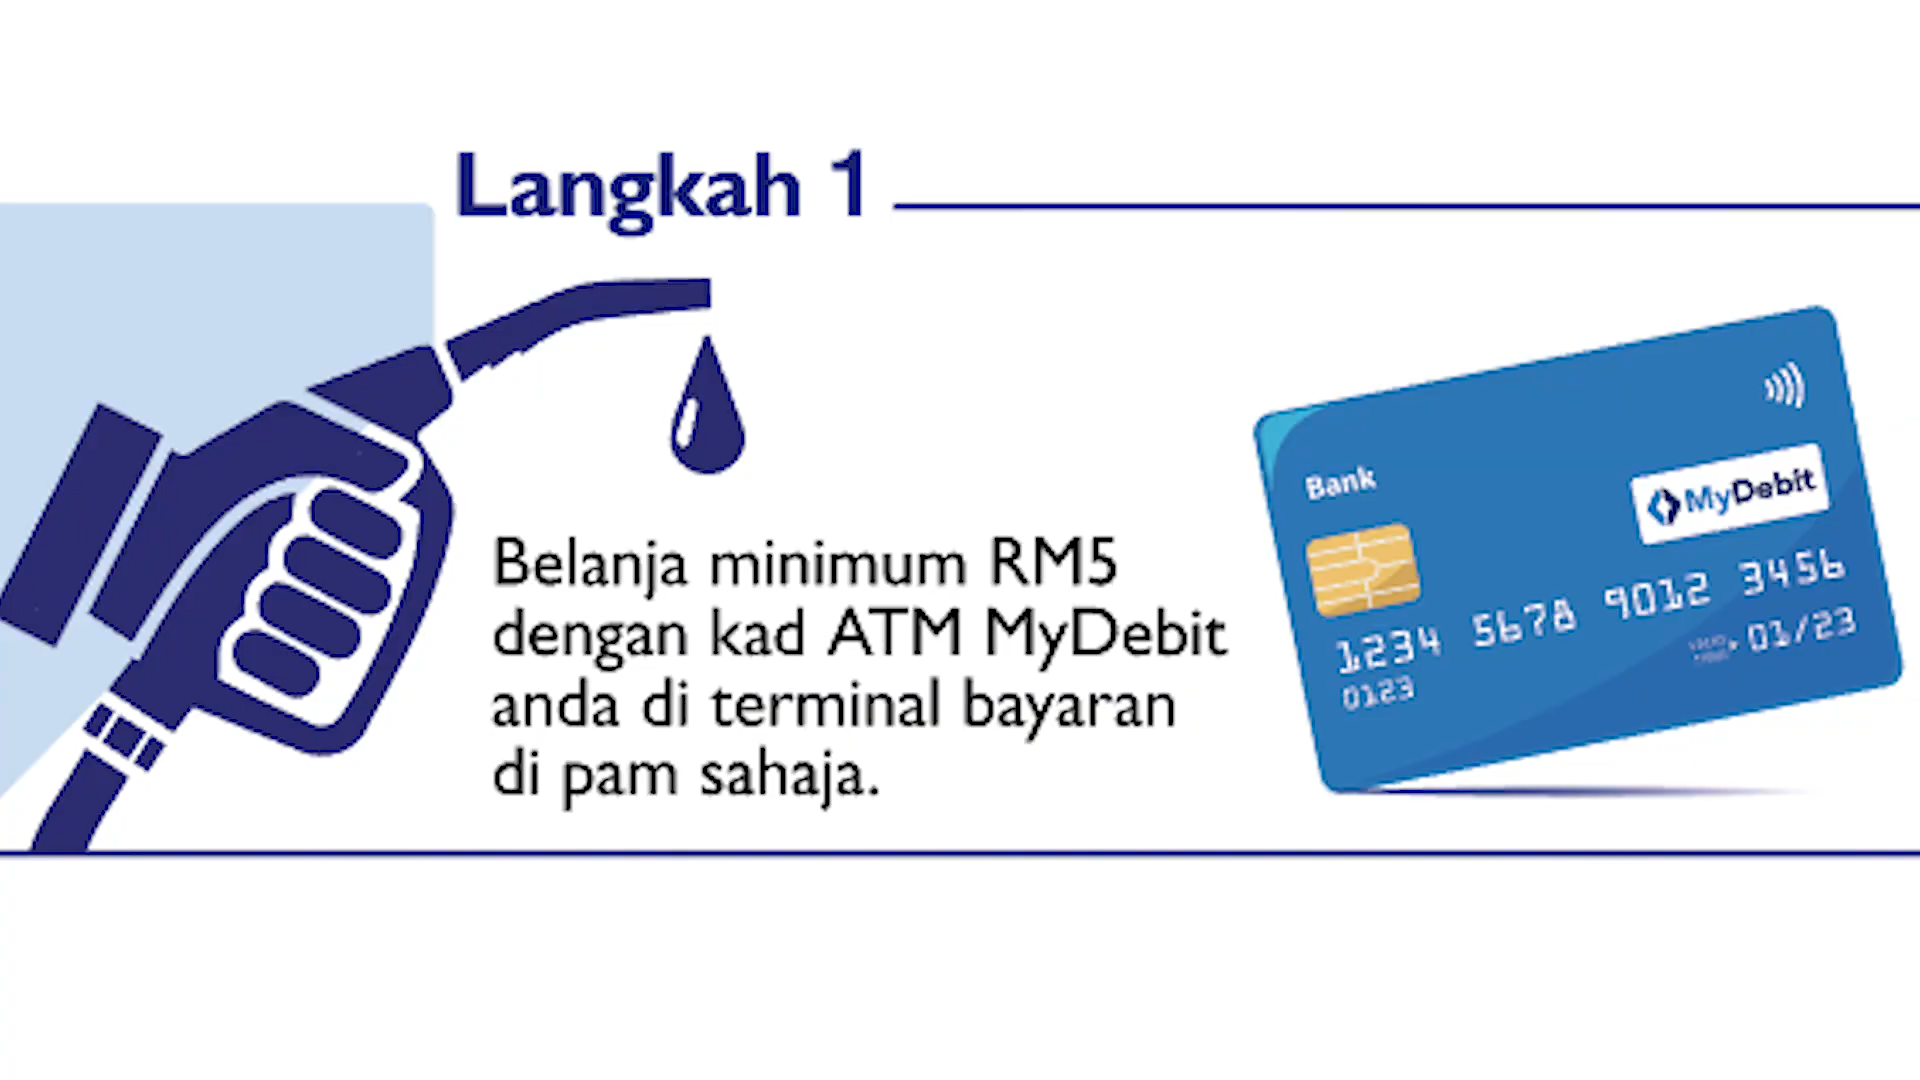 Langkah 1
Belanja minimum RM5
dengan kad ATM MyDebit
anda di terminal bayaran
di pam sahaja.
Bank
MyDebit
1234 5678 9012 3456
0123
01/23